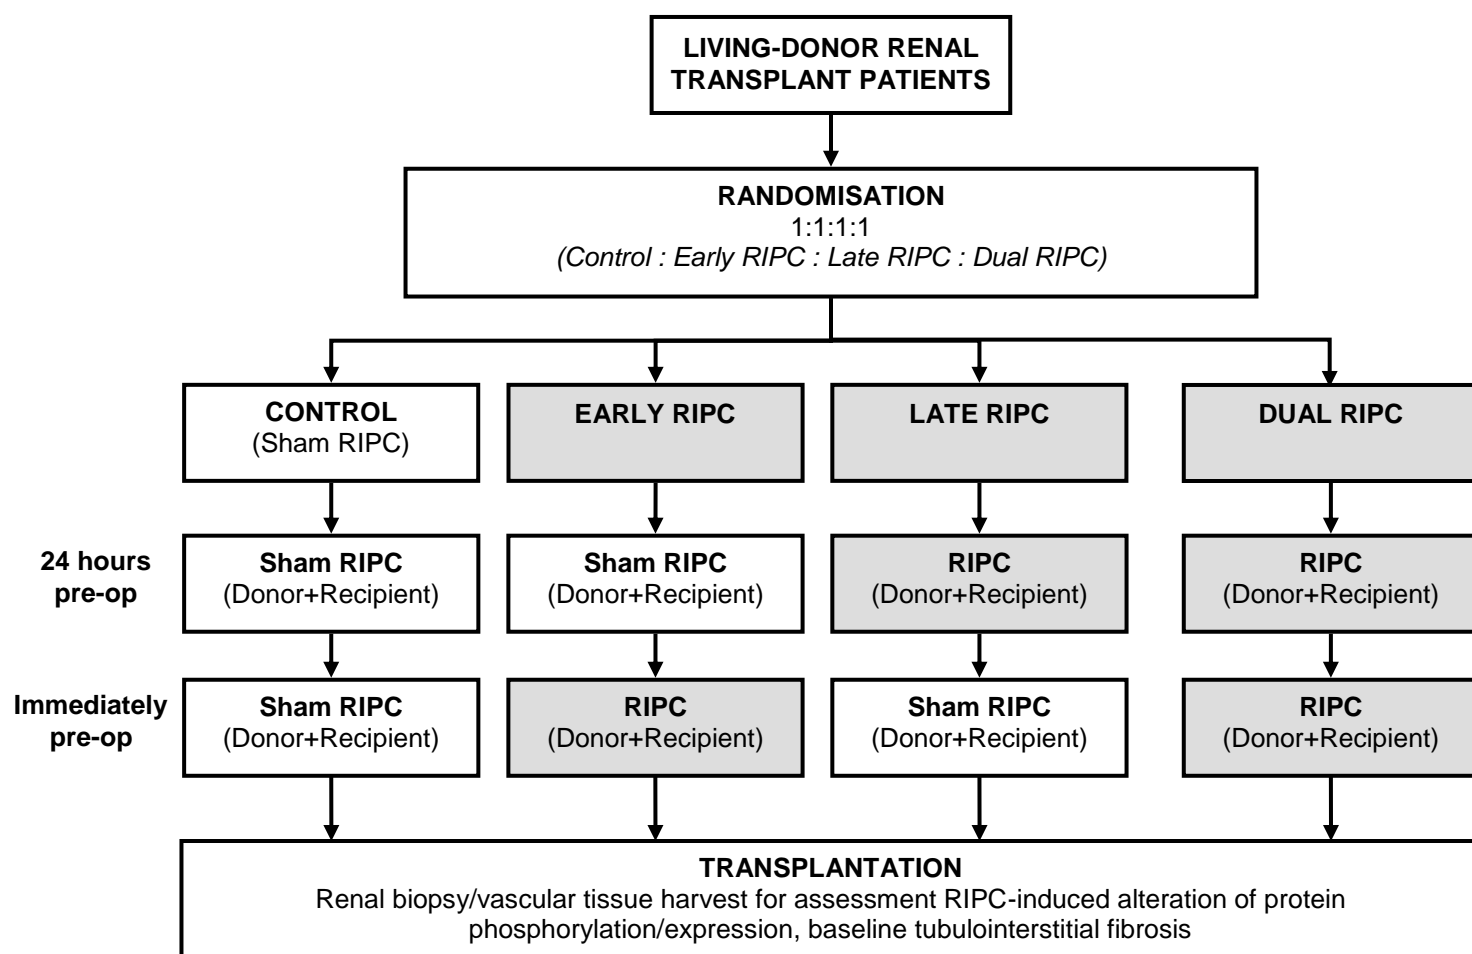 LIVING-DONOR RENAL
TRANSPLANT PATIENTS
RANDOMISATION
1:1:1:1
(Control : Early RIPC : Late RIPC : Dual RIPC)
CONTROL
(Sham RIPC)
EARLY RIPC
LATE RIPC
DUAL RIPC
24 hours
pre-op
Sham RIPC
(Donor+Recipient)
Sham RIPC
(Donor+Recipient)
RIPC
(Donor+Recipient)
RIPC
(Donor+Recipient)
Immediately
pre-op
Sham RIPC
(Donor+Recipient)
RIPC
(Donor+Recipient)
Sham RIPC
(Donor+Recipient)
RIPC
(Donor+Recipient)
TRANSPLANTATION
Renal biopsy/vascular tissue harvest for assessment RIPC-induced alteration of protein
phosphorylation/expression, baseline tubulointerstitial fibrosis